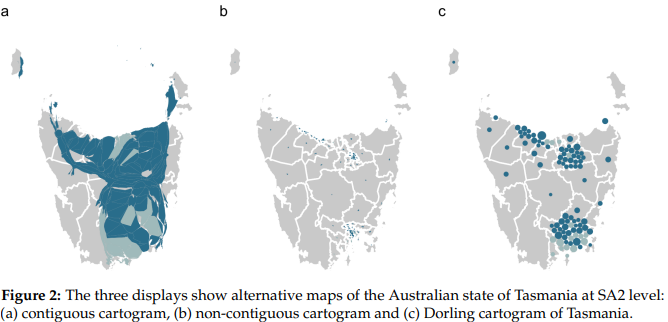 a
b
c
Figure 2: The three displays show alternative maps of the Australian state of Tasmania at SA2 level:
(a) contiguous cartogram, (b) non-contiguous cartogram and (c) Dorling cartogram of Tasmania.